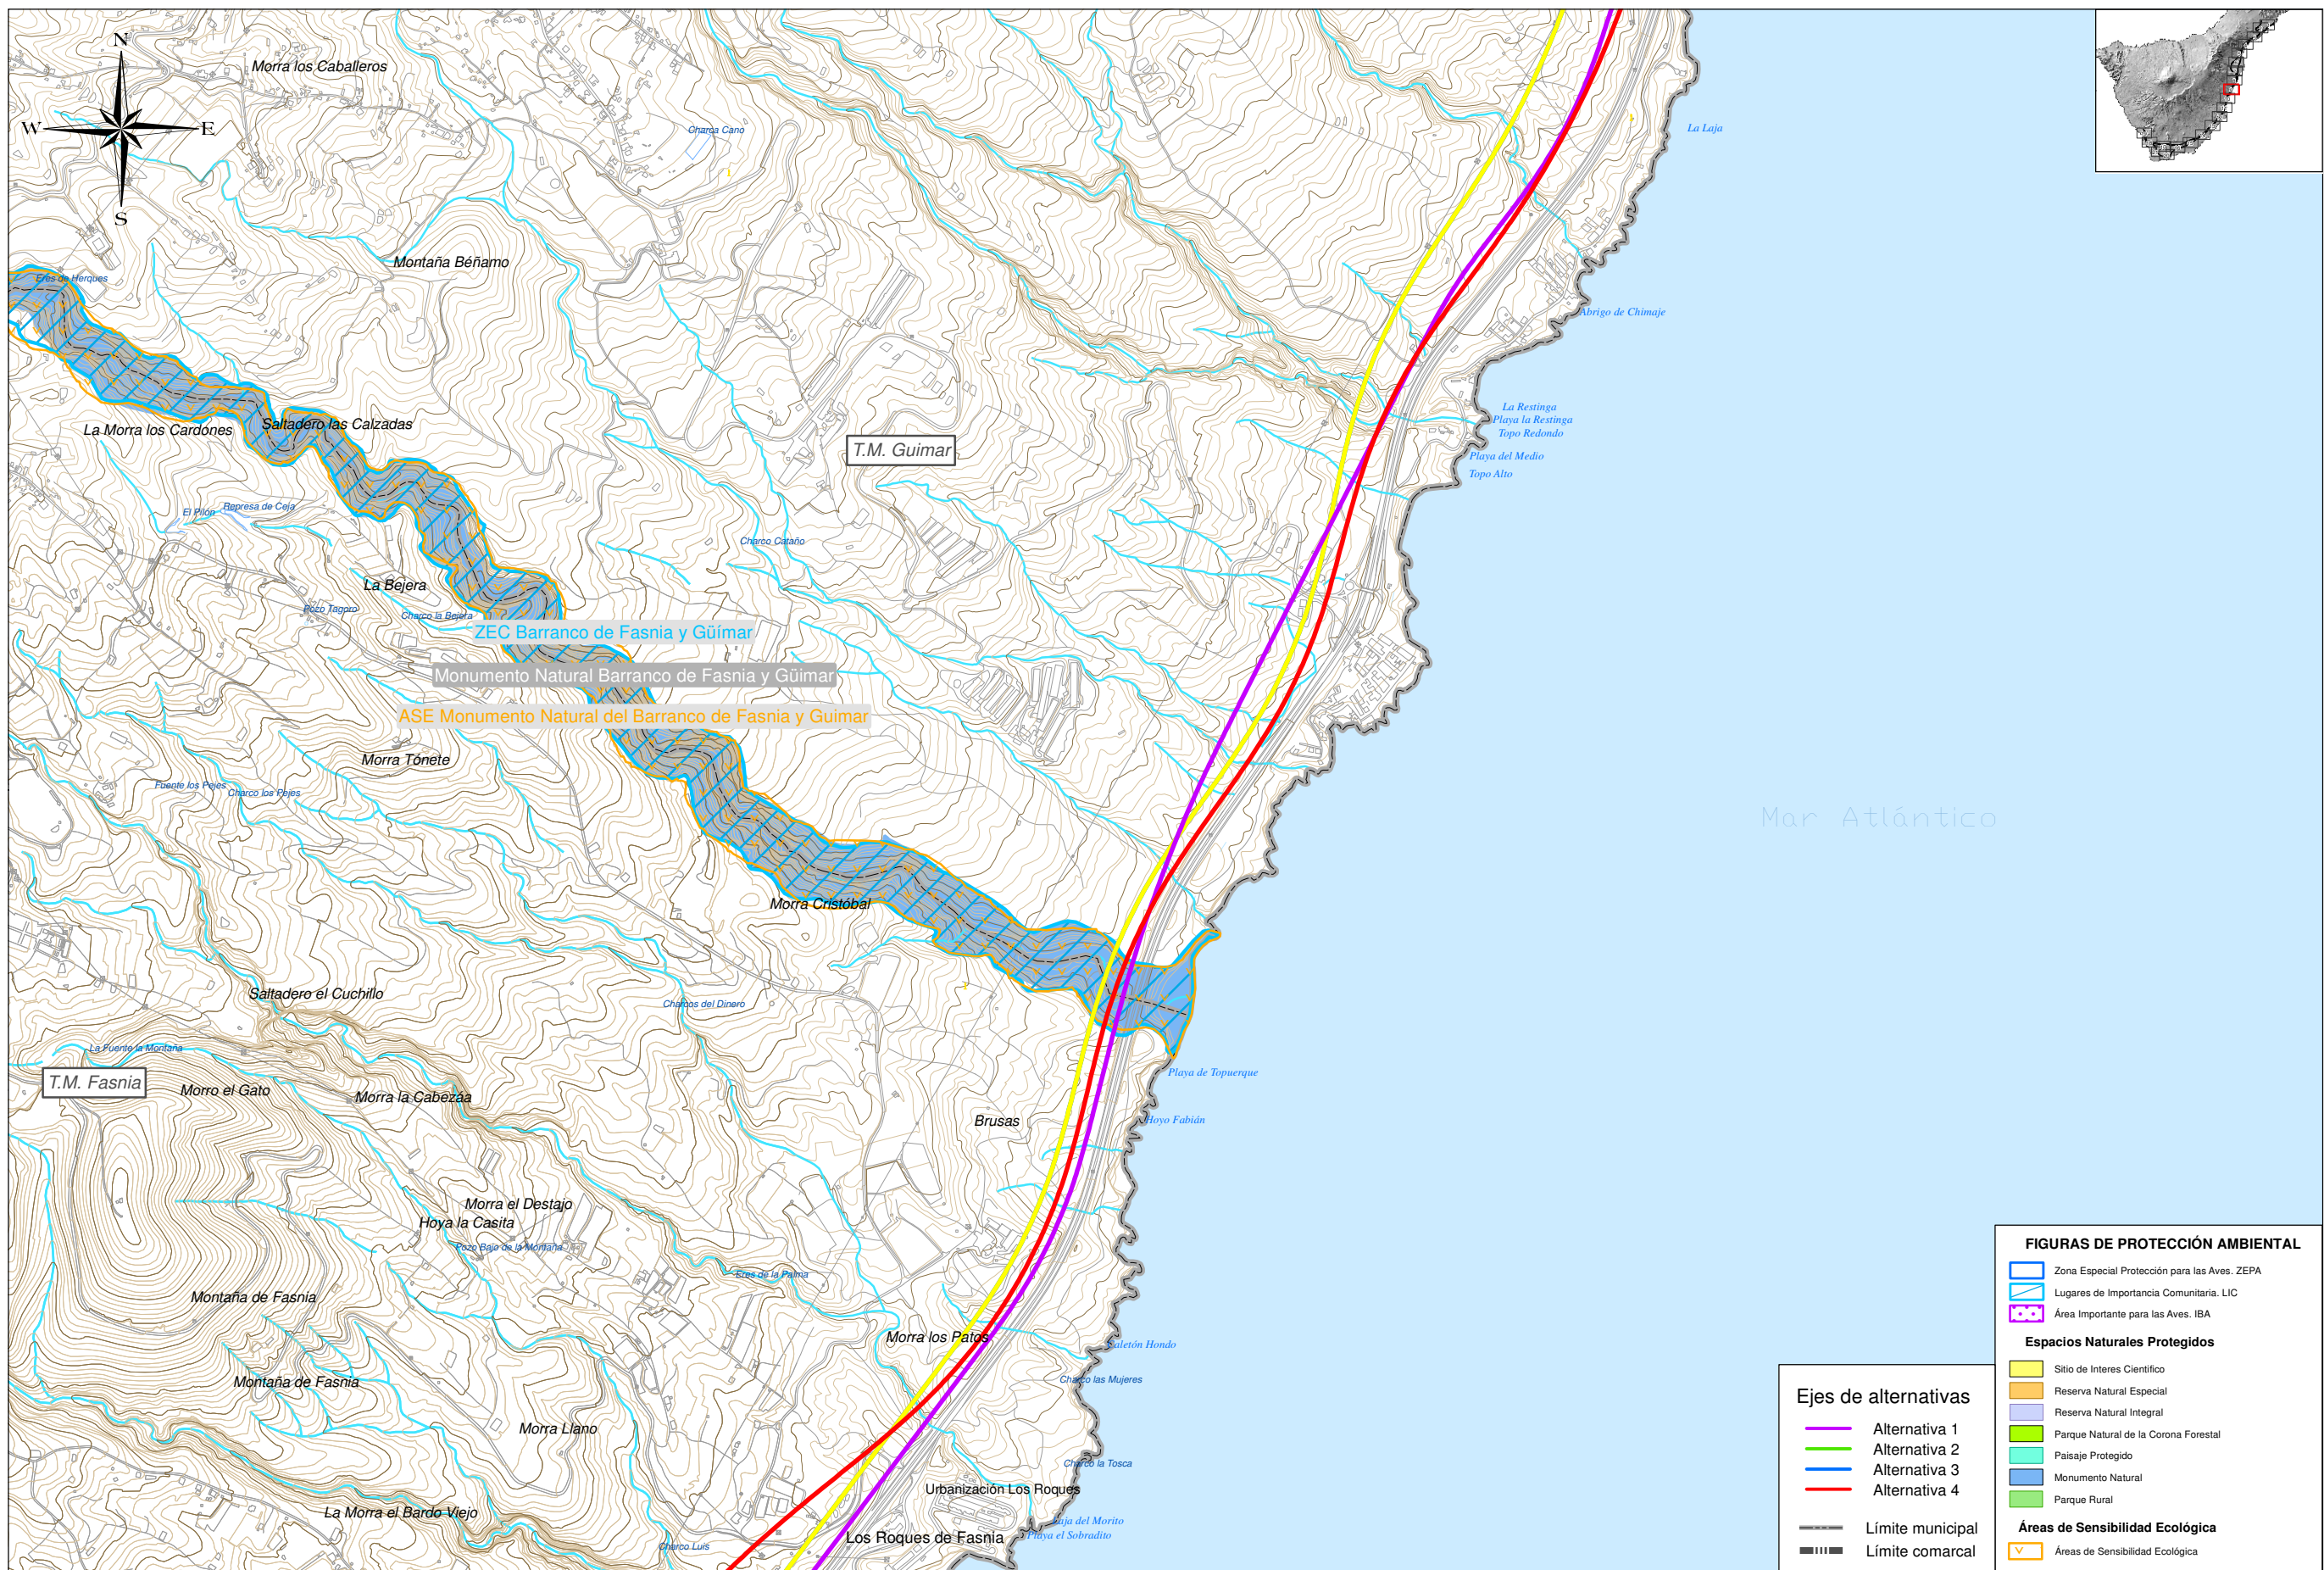 N
W
E
S
Morra los Caballeros
Charca Cano
La Laja
Eres de Herques
Montaña Béñamo
Abrigo de Chimaje
La Morra los Cardones
Saltadero las Calzadas
T.M. Guimar
La Restinga
Playa la Restinga
Topo Redondo
Playa del Medio
Topo Alto
El Pilón
Represa de Ceja
Charco Cataño
La Bejera
Pozo Tagoro
Charco la Bejera
ZEC Barranco de Fasnia y Güímar
Monumento Natural Barranco de Fasnia y Güimar
ASE Monumento Natural del Barranco de Fasnia y Guimar
Morra Tónete
Fuente los Pejes
Charco los Pejes
Mar Atlántico
Morra Cristóbal
Saltadero el Cuchillo
Charcos del Dinero
La Fuente la Montaña
T.M. Fasnia
Morro el Gato
Morra la Cabezáa
Playa de Topuerque
Brusas
Hoyo Fabián
Morra el Destajo
Hoya la Casita
Pozo Bajo de la Montaña
Eres de la Palma
Montaña de Fasnia
Morra los Patos
Caletón Hondo
Montaña de Fasnia
Charco las Mujeres
Morra Llano
Charco la Tosca
Urbanización Los Roques
La Morra el Bardo Viejo
Laja del Morito
Playa el Sobradito
Los Roques de Fasnia
Charco Luis
Ejes de alternativas
Alternativa 1
Alternativa 2
Alternativa 3
Alternativa 4
Límite municipal
Límite comarcal
FIGURAS DE PROTECCIÓN AMBIENTAL
Zona Especial Protección para las Aves. ZEPA
Lugares de Importancia Comunitaria. LIC
Área Importante para las Aves. IBA
Espacios Naturales Protegidos
Sitio de Interes Cientifico
Reserva Natural Especial
Reserva Natural Integral
Parque Natural de la Corona Forestal
Paisaje Protegido
Monumento Natural
Parque Rural
Áreas de Sensibilidad Ecológica
Áreas de Sensibilidad Ecológica